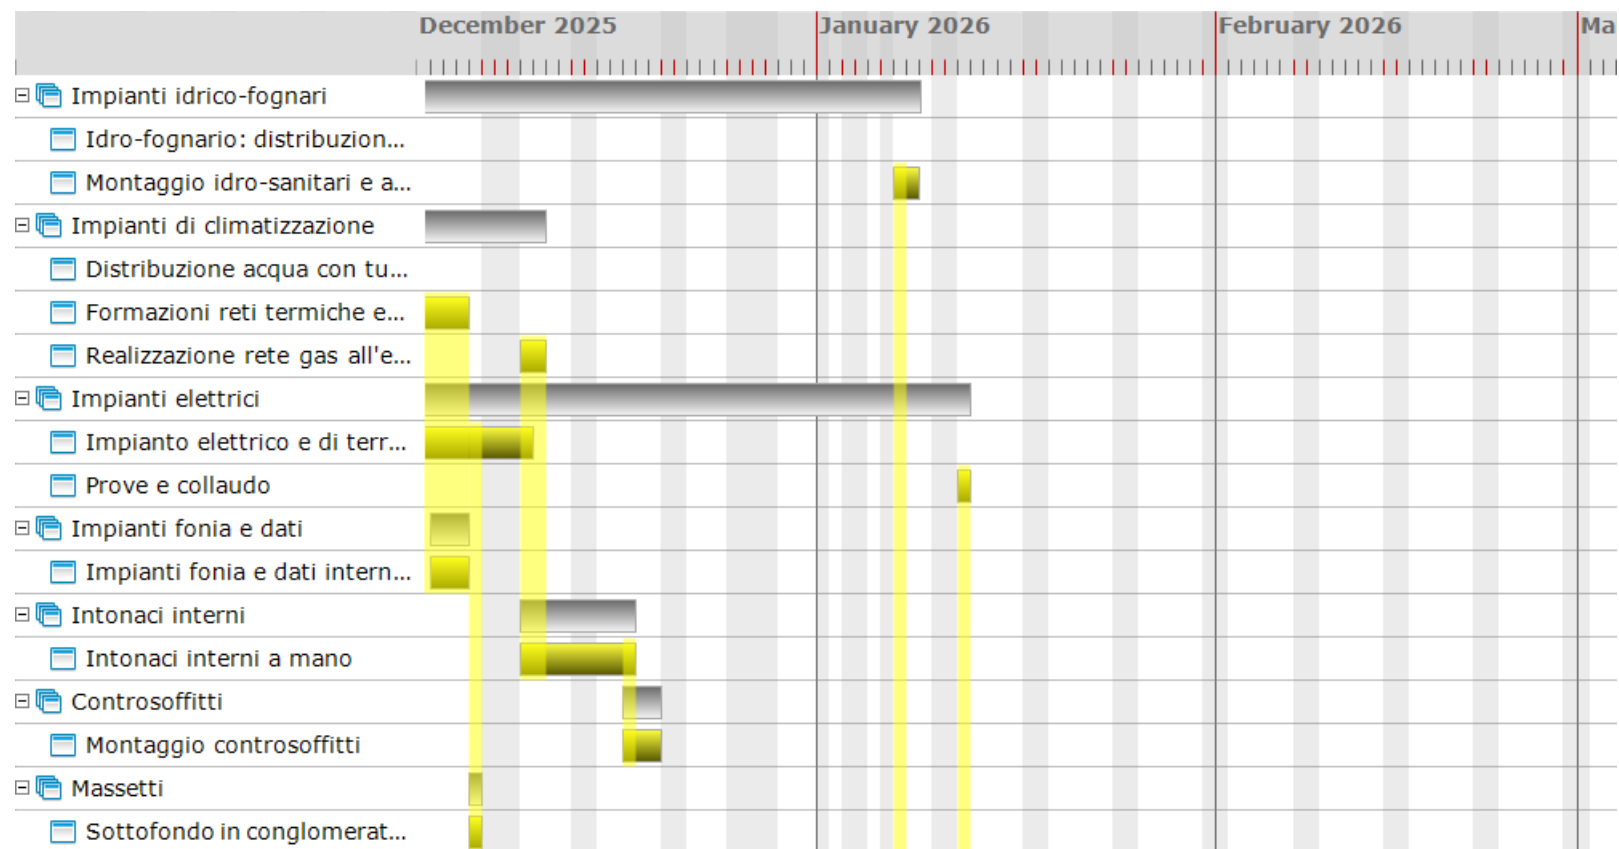 December 2025 January 2026 February 2026 Ma
Impianti idrico-fognari
Idro-fognario: distribuzion...
Montaggio idro-sanitari e a...
Impianti di climatizzazione
Distribuzione acqua con tu...
Formazioni reti termiche e...
Realizzazione rete gas all'e...
Impianti elettrici
Impianto elettrico e di terr...
Prove e collaudo
Impianti fonia e dati
Impianti fonia e dati intern...
Intonaci interni
Intonaci interni a mano
Controsoffitti
Montaggio controsoffitti
Massetti
Sottofondo in conglomerat...